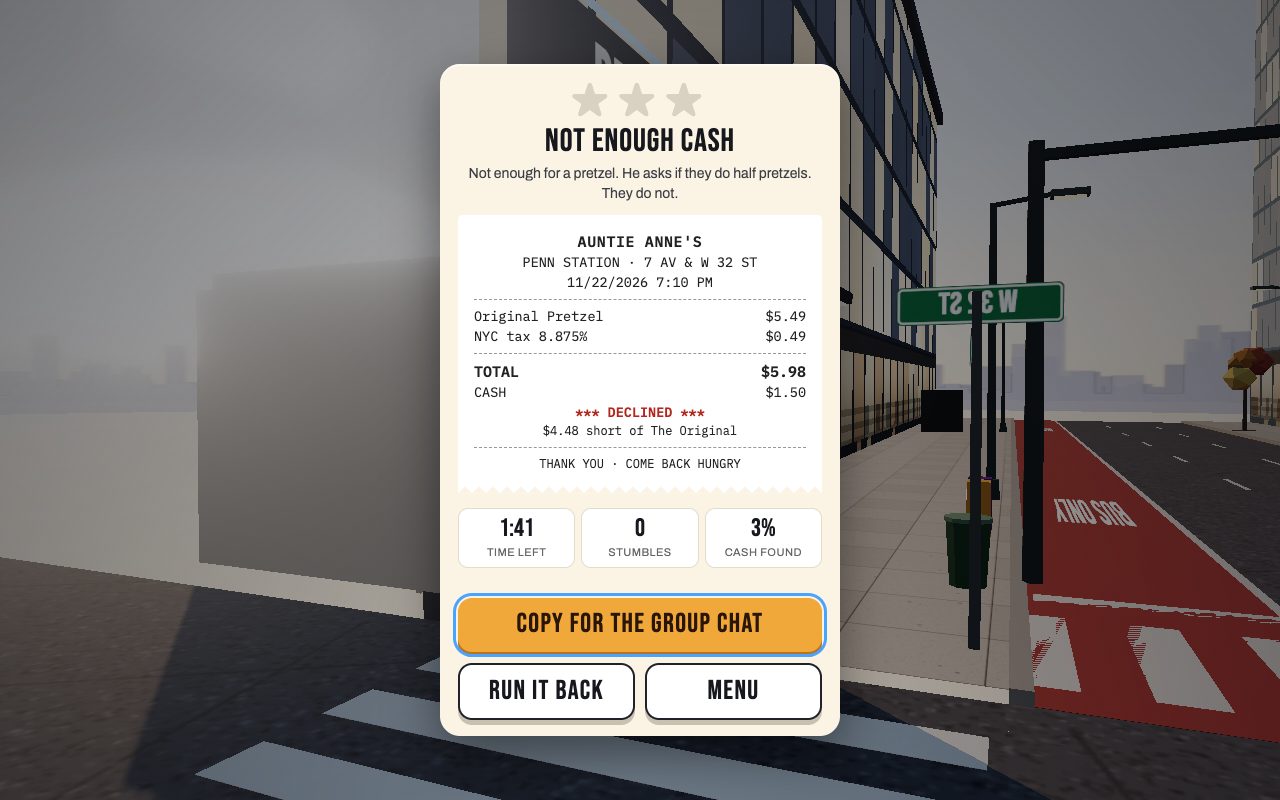 NOT ENOUGH CASH
Not enough for a pretzel. He asks if they do half pretzels.
They do not.
AUNTIE ANNE'S
PENN STATION · 7 AV & W 32 ST
11/22/2026 7:10 PM
Original Pretzel $5.49
NYC tax 8.875% $0.49
TOTAL $5.98
CASH $1.50
*** DECLINED ***
$4.48 short of The Original
THANK YOU · COME BACK HUNGRY
1:41
TIME LEFT
0
STUMBLES
3%
CASH FOUND
COPY FOR THE GROUP CHAT
RUN IT BACK
MENU
BUS ONLY